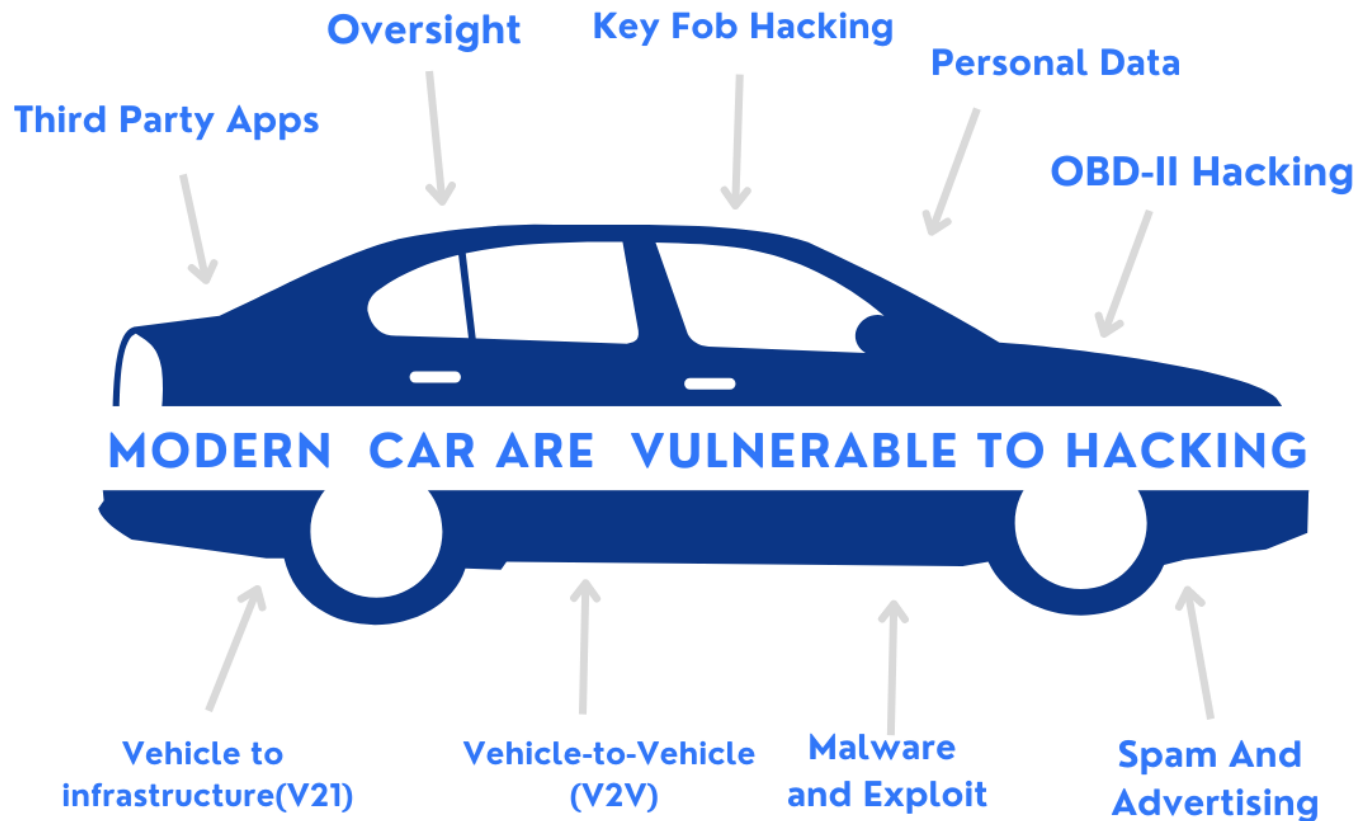 Oversight
Key Fob Hacking
Personal Data
Third Party Apps
OBD-II Hacking
MODERN CAR ARE VULNERABLE TO HACKING
Vehicle to
infrastructure(V21)
Vehicle-to-Vehicle
(V2V)
Malware
and Exploit
Spam And
Advertising